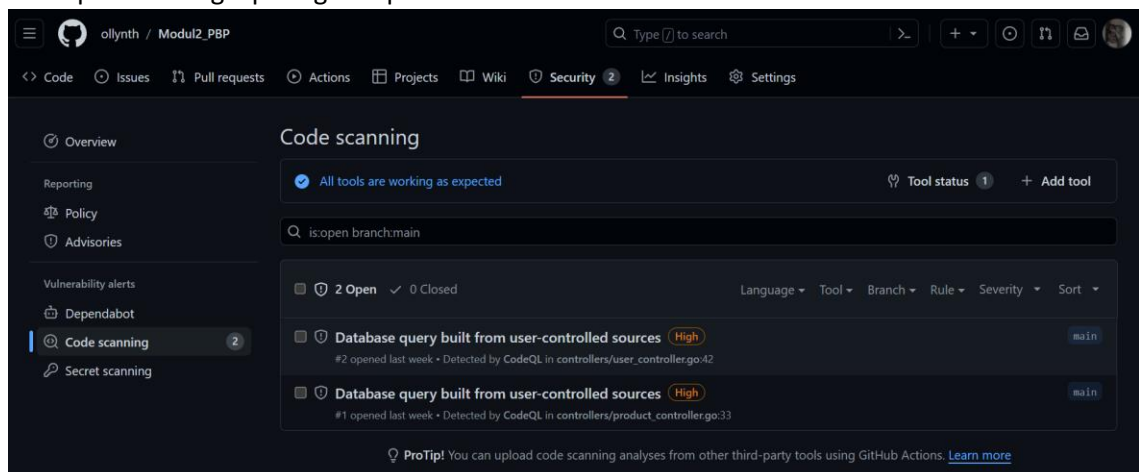 ollynth / Modul2_PBP
Type / to search
Code Issues Pull requests Actions Projects Wiki Security 2 Insights Settings
Overview
Reporting
Policy
Advisories
Vulnerability alerts
Dependabot
Code scanning 2
Secret scanning
Code scanning
All tools are working as expected Tool status 1 + Add tool
is:open branch:main
2 Open 0 Closed Language Tool Branch Rule Severity Sort
Database query built from user-controlled sources High main
#2 opened last week • Detected by CodeQL in controllers/user_controller.go:42
Database query built from user-controlled sources High main
#1 opened last week • Detected by CodeQL in controllers/product_controller.go:33
ProTip! You can upload code scanning analyses from other third-party tools using GitHub Actions. Learn more